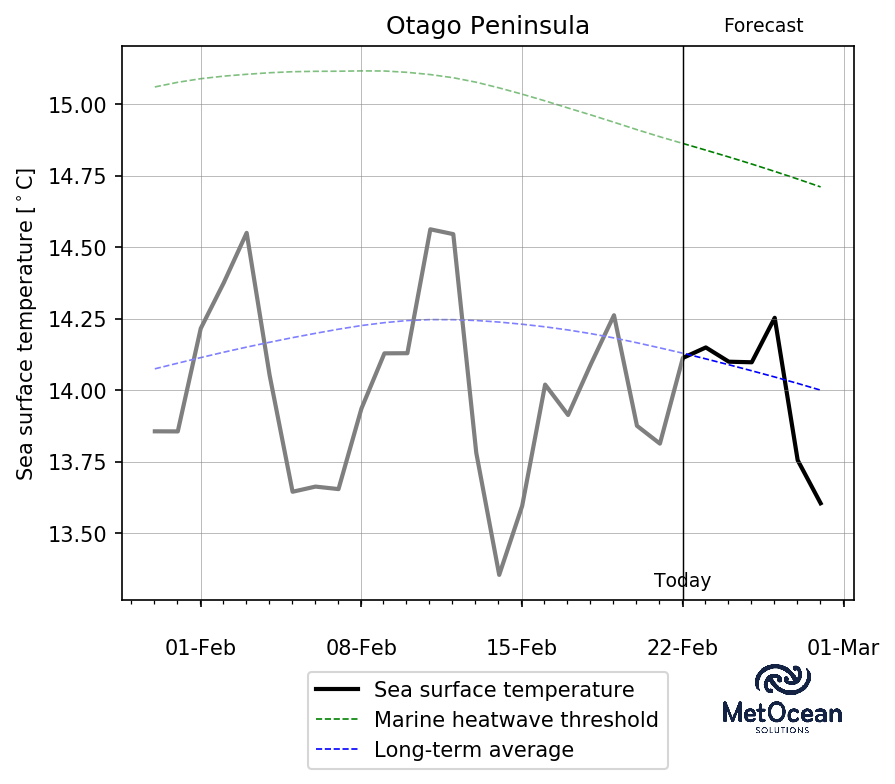 Otago Peninsula
Forecast
Sea surface temperature [°C]
15.00
14.75
14.50
14.25
14.00
13.75
13.50
Today
01-Feb 08-Feb 15-Feb 22-Feb 01-Mar
Sea surface temperature
Marine heatwave threshold
Long-term average
MetOcean
SOLUTIONS